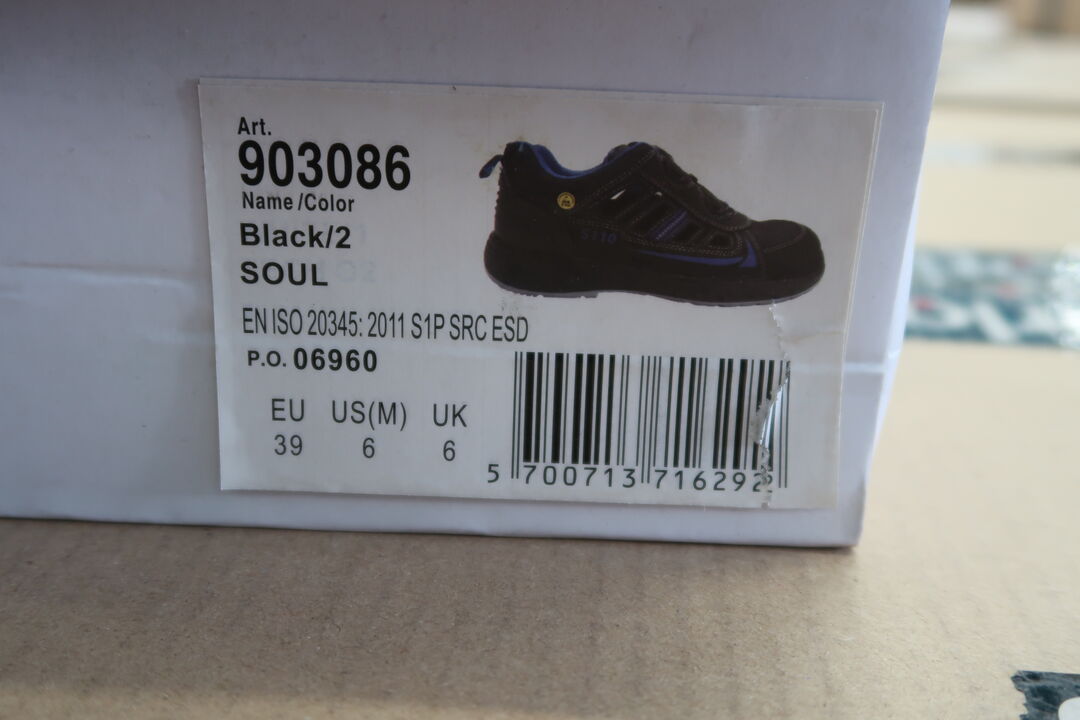 Art.
903086
Name/Color
Black/2
SOUL
EN ISO 20345: 2011 S1P SRC ESD
P.O. 06960
EU US(M) UK
39 6 6
5 700713 716292